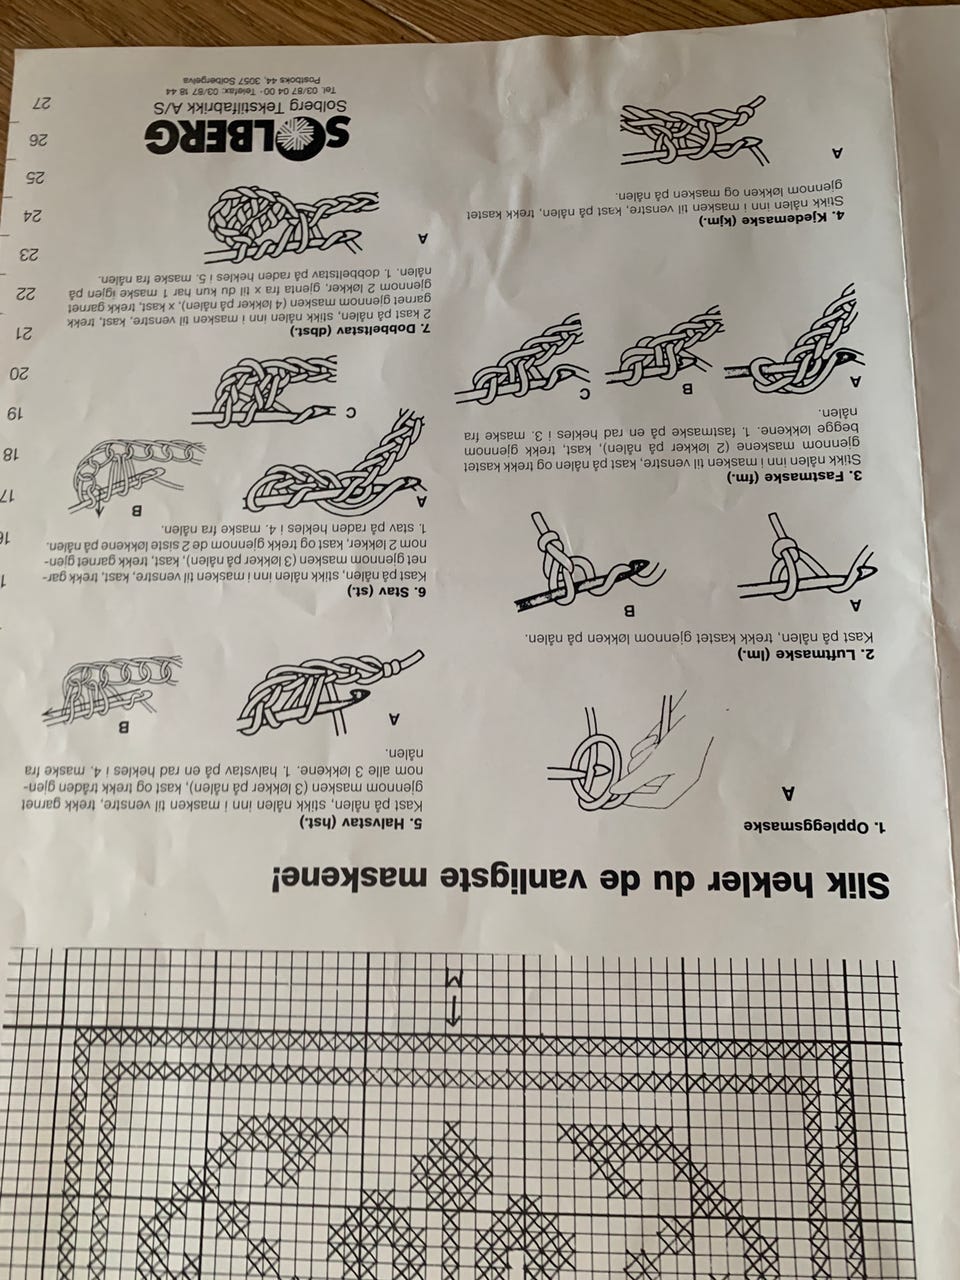 Slik hekler du de vanligste maskene!
1. Oppleggsmaske
A
2. Luftmaske (lm.)
Kast på nålen, trekk kastet gjennom løkken på nålen.
A
B
3. Fastmaske (fm.)
Stikk nålen inn i masken til venstre, kast på nålen og trekk kastet
gjennom maskene (2 løkker på nålen), kast, trekk gjennom
begge løkkene. 1. fastmaske på en rad hekles i 3. maske fra
nålen.
A
B
C
4. Kjedemaske (kjm.)
Stikk nålen inn i masken til venstre, kast på nålen, trekk kastet
gjennom løkken og masken på nålen.
A
5. Halvstav (hst.)
Kast på nålen, stikk nålen inn i masken til venstre, trekk garnet
gjennom masken (3 løkker på nålen), kast og trekk tråden gjen-
nom alle 3 løkkene. 1. halvstav på en rad hekles i 4. maske fra
nålen.
A
B
6. Stav (st.)
Kast på nålen, stikk nålen inn i masken til venstre, kast, trekk gar-
net gjennom masken (3 løkker på nålen), kast, trekk garnet gjen-
nom 2 løkker, kast og trekk gjennom de 2 siste løkkene på nålen.
1. stav på raden hekles i 4. maske fra nålen.
A
B
C
7. Dobbeltstav (dbst.)
2 kast på nålen, stikk nålen inn i masken til venstre, kast, trekk
garnet gjennom masken (4 løkker på nålen), x kast, trekk garnet
gjennom 2 løkker, gjenta fra x til du kun har 1 maske igjen på
nålen. 1. dobbeltstav på raden hekles i 5. maske fra nålen.
A
SOLBERG
Solberg Tekstilfabrikk A/S
Tel. 03/87 04 00 - Telefax: 03/87 18 44
Postboks 44, 3057 Solbergelva
17
18
19
20
21
22
23
24
25
26
27
M